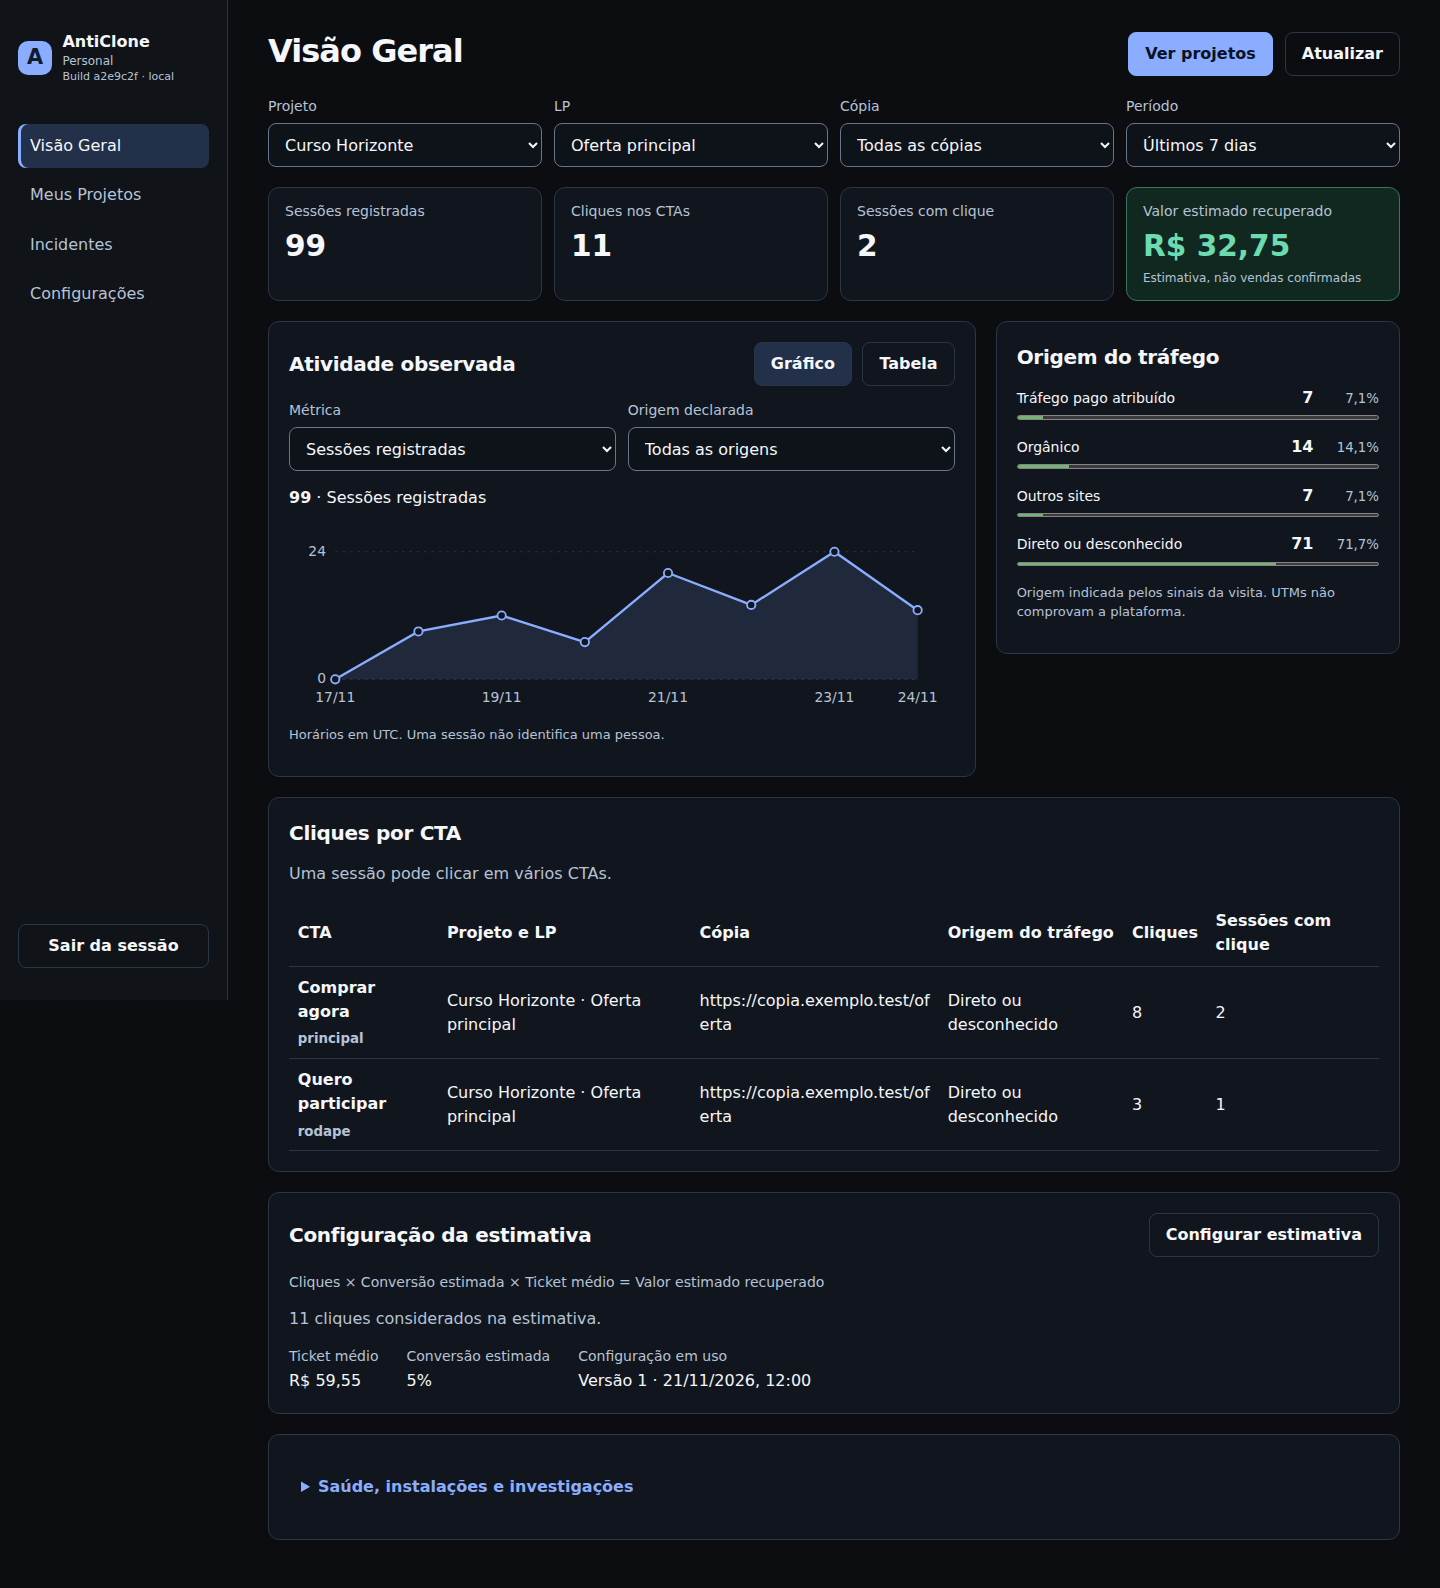 A
AntiClone
Personal
Build a2e9c2f · local
Visão Geral
Meus Projetos
Incidentes
Configurações
Sair da sessão
Visão Geral
Ver projetos
Atualizar
Projeto
LP
Cópia
Período
Curso Horizonte
Oferta principal
Todas as cópias
Últimos 7 dias
Sessões registradas
99
Cliques nos CTAs
11
Sessões com clique
2
Valor estimado recuperado
R$ 32,75
Estimativa, não vendas confirmadas
Atividade observada
Gráfico
Tabela
Métrica
Origem declarada
Sessões registradas
Todas as origens
99 · Sessões registradas
24
0
17/11
19/11
21/11
23/11
24/11
Horários em UTC. Uma sessão não identifica uma pessoa.
Origem do tráfego
Tráfego pago atribuído 7 7,1%
Orgânico 14 14,1%
Outros sites 7 7,1%
Direto ou desconhecido 71 71,7%
Origem indicada pelos sinais da visita. UTMs não
comprovam a plataforma.
Cliques por CTA
Uma sessão pode clicar em vários CTAs.
CTA
Projeto e LP
Cópia
Origem do tráfego
Cliques
Sessões com
clique
Comprar
agora
principal
Curso Horizonte · Oferta
principal
https://copia.exemplo.test/of
erta
Direto ou
desconhecido
8
2
Quero
participar
rodape
Curso Horizonte · Oferta
principal
https://copia.exemplo.test/of
erta
Direto ou
desconhecido
3
1
Configuração da estimativa
Configurar estimativa
Cliques × Conversão estimada × Ticket médio = Valor estimado recuperado
11 cliques considerados na estimativa.
Ticket médio
R$ 59,55
Conversão estimada
5%
Configuração em uso
Versão 1 · 21/11/2026, 12:00
Saúde, instalações e investigações